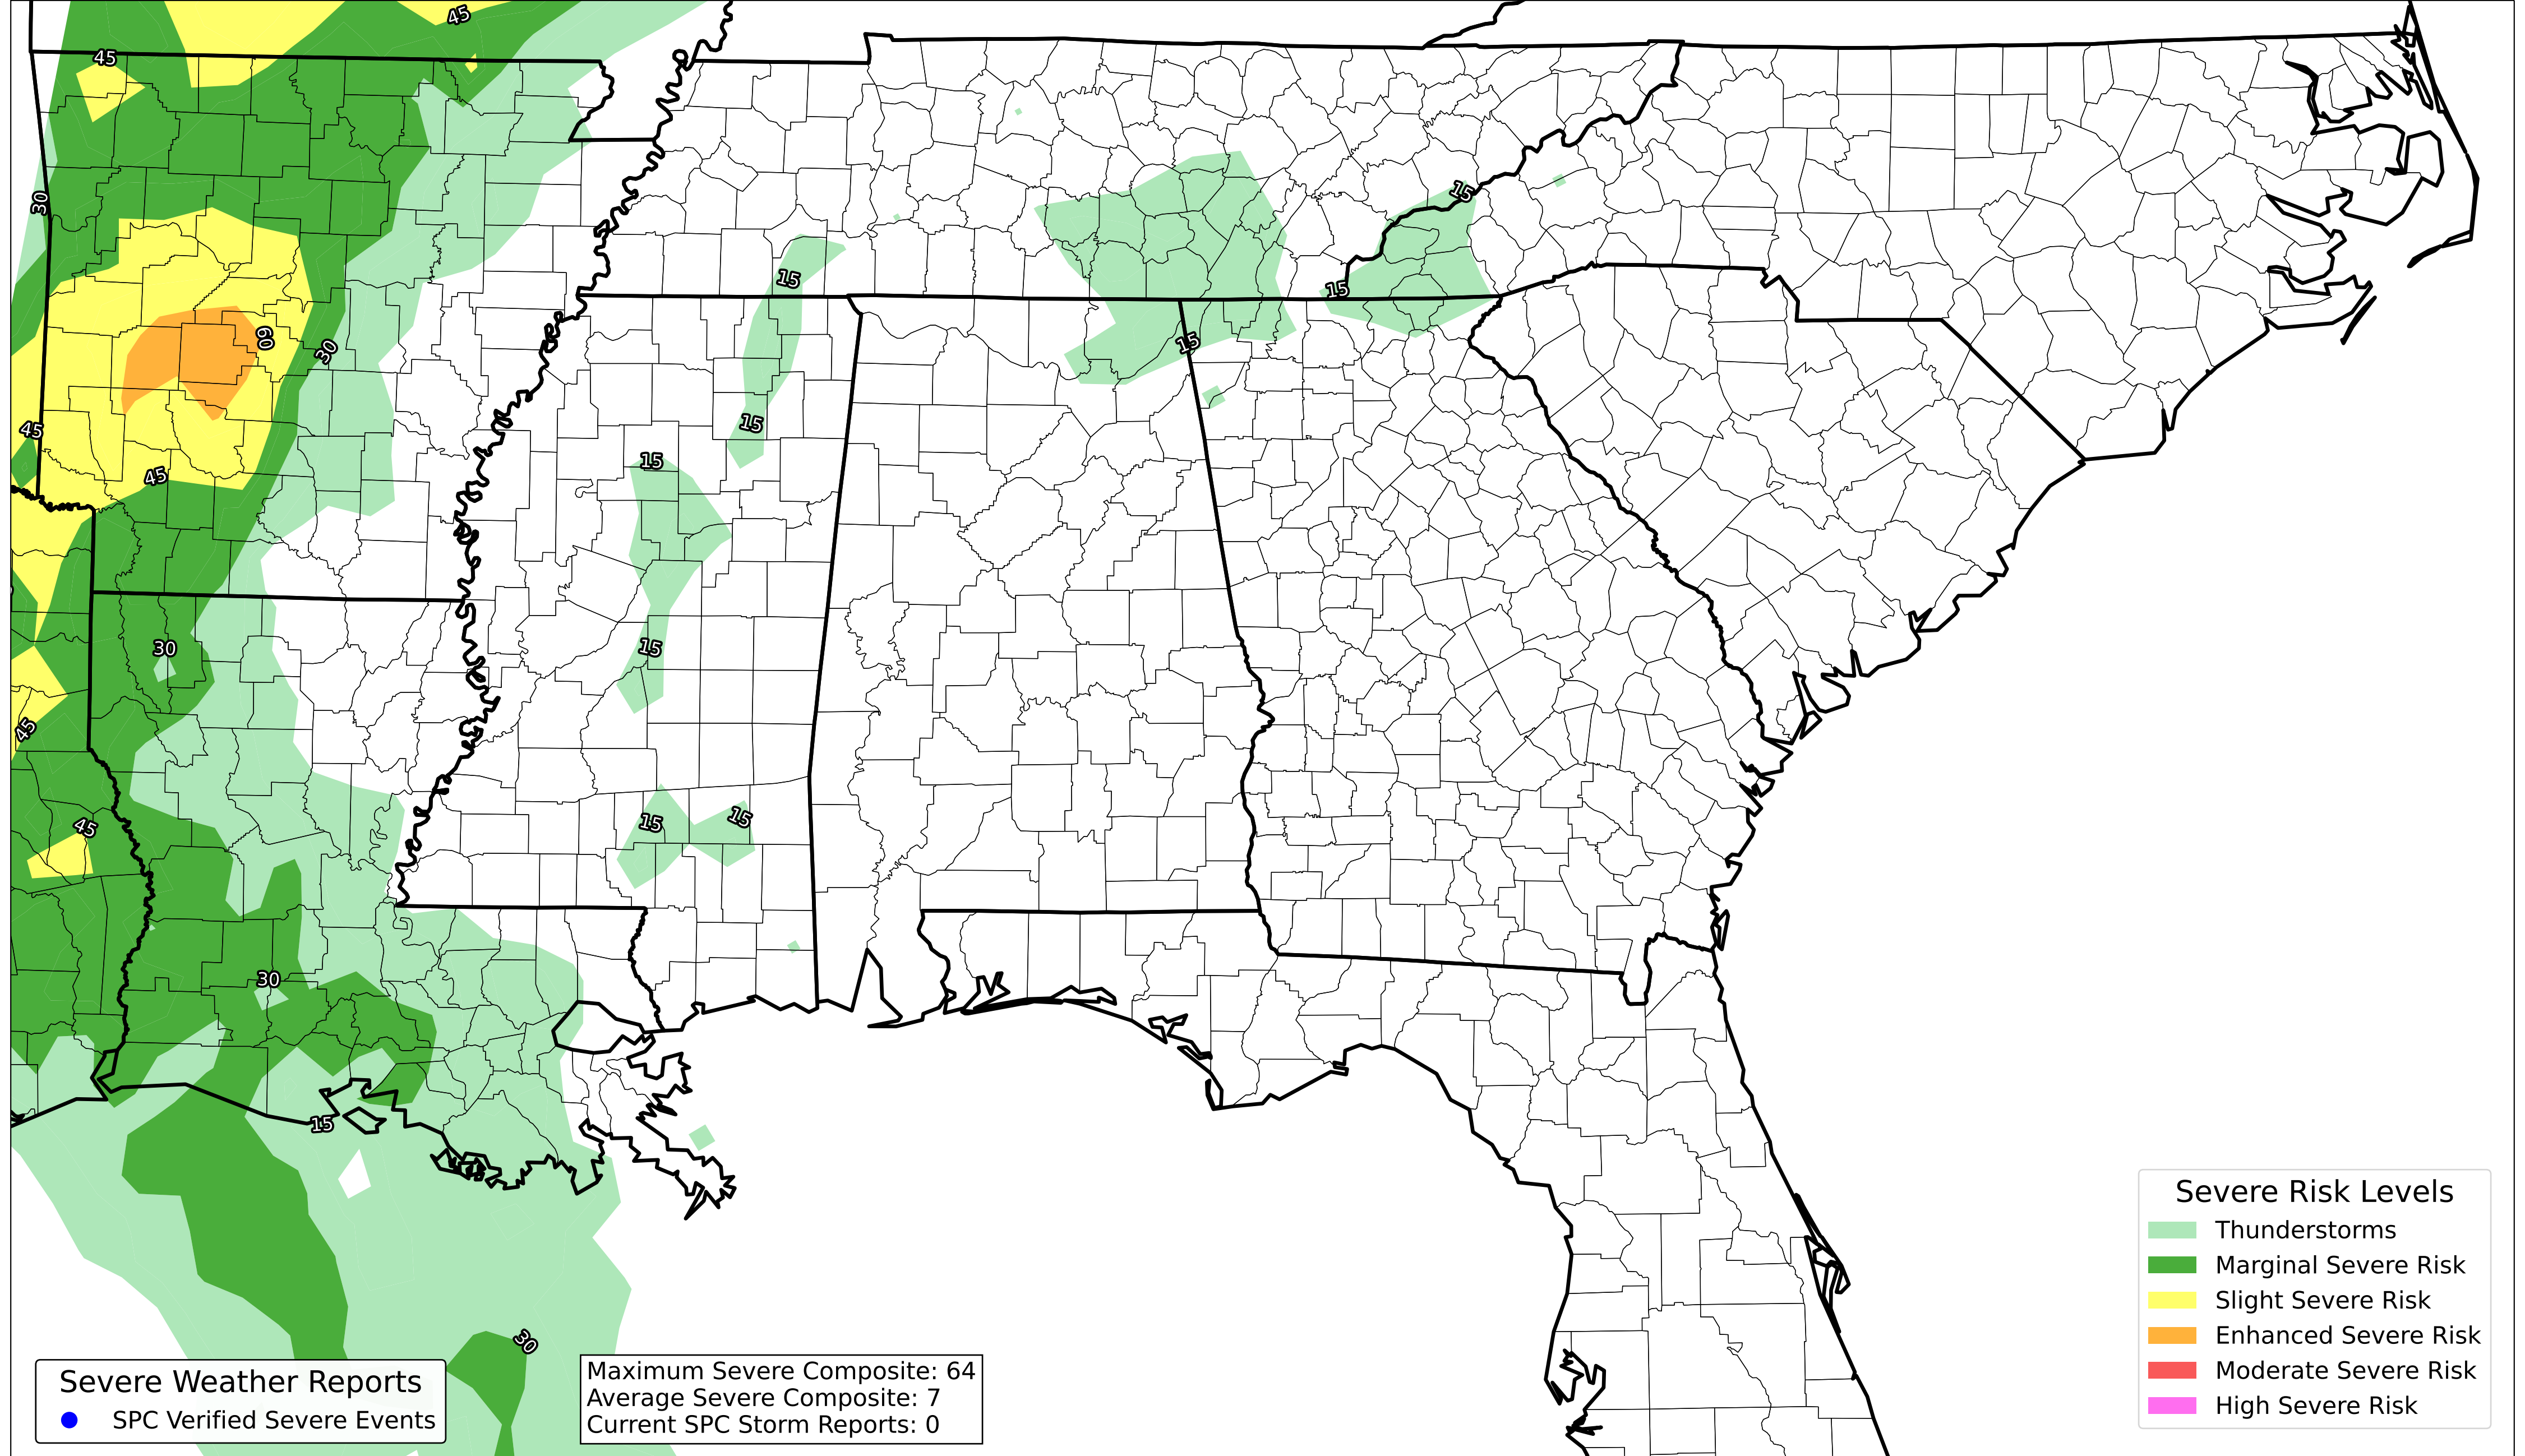 45
45
30
15
15
15
60
30
15
45
15
15
45
30
15
45
45
15
15
30
15
30
Severe Risk Levels
Thunderstorms
Marginal Severe Risk
Slight Severe Risk
Enhanced Severe Risk
Moderate Severe Risk
High Severe Risk
Severe Weather Reports
SPC Verified Severe Events
Maximum Severe Composite: 64
Average Severe Composite: 7
Current SPC Storm Reports: 0